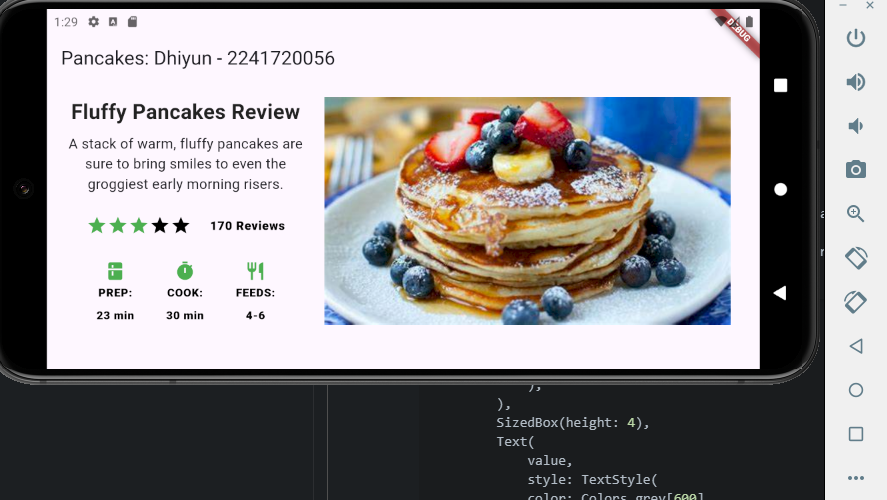 1:29
DEBUG
Pancakes: Dhiyun - 2241720056
Fluffy Pancakes Review
A stack of warm, fluffy pancakes are
sure to bring smiles to even the
groggiest early morning risers.
170 Reviews
PREP: COOK: FEEDS:
23 min 30 min 4-6
),
),
SizedBox(height: 4),
Text(
value,
style: TextStyle(
color: Colors.grey[600]